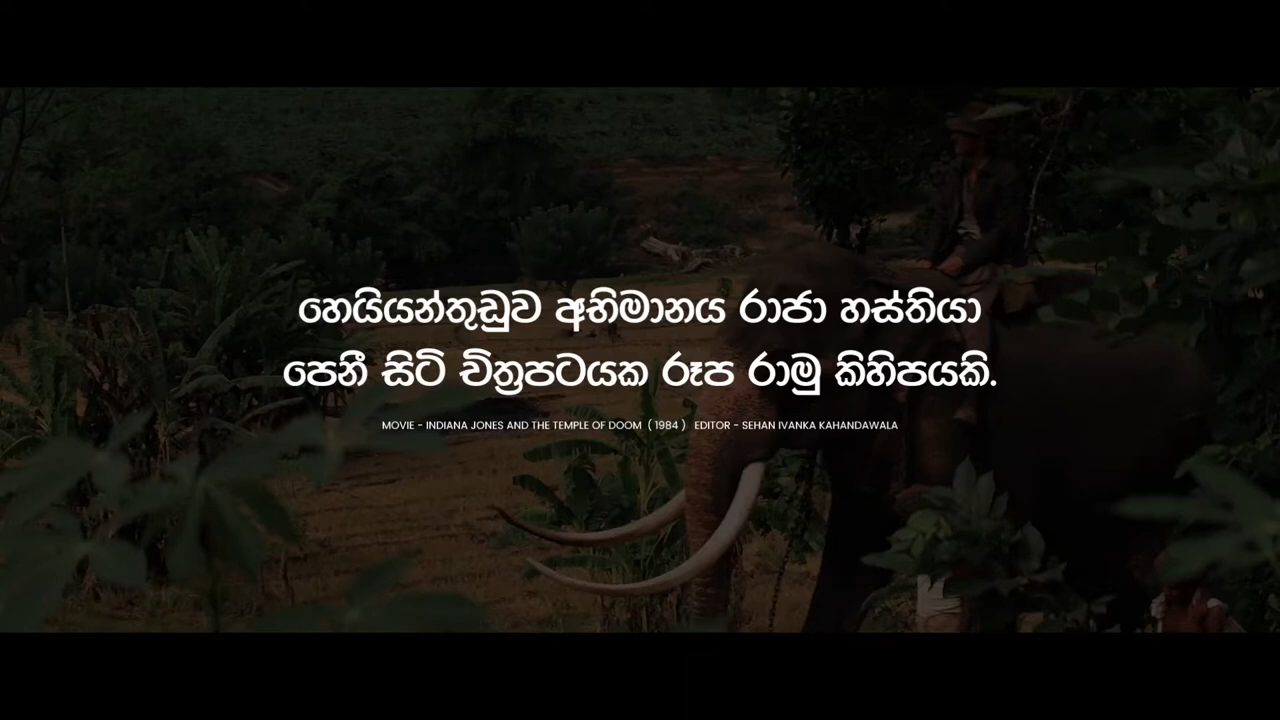 හෙයියන්තුඩුව අභිමානය රාජා හස්තියා
පෙනී සිටි චිත්‍රපටයක රූප රාමු කිහිපයකි.
MOVIE - INDIANA JONES AND THE TEMPLE OF DOOM ( 1984 ) EDITOR - SEHAN IVANKA KAHANDAWALA